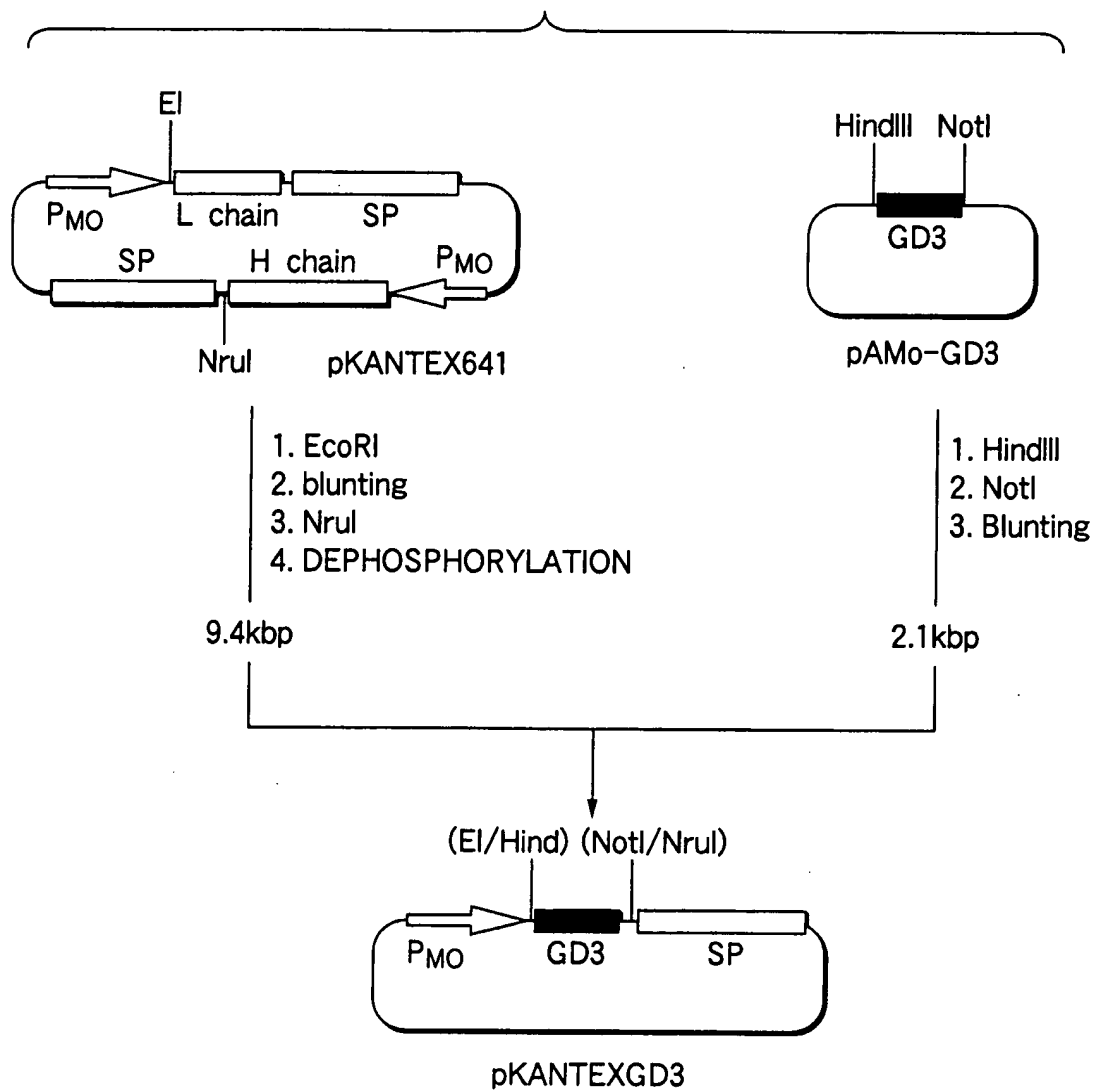 EI
HindIII NotI
PMO L chain SP
GD3
SP H chain PMO
NruI pKANTEX641
pAMo-GD3
1. EcoRI
2. blunting
3. NruI
4. DEPHOSPHORYLATION
1. HindIII
2. NotI
3. Blunting
9.4kbp
2.1kbp
(EI/Hind) (NotI/NruI)
PMO GD3 SP
pKANTEXGD3